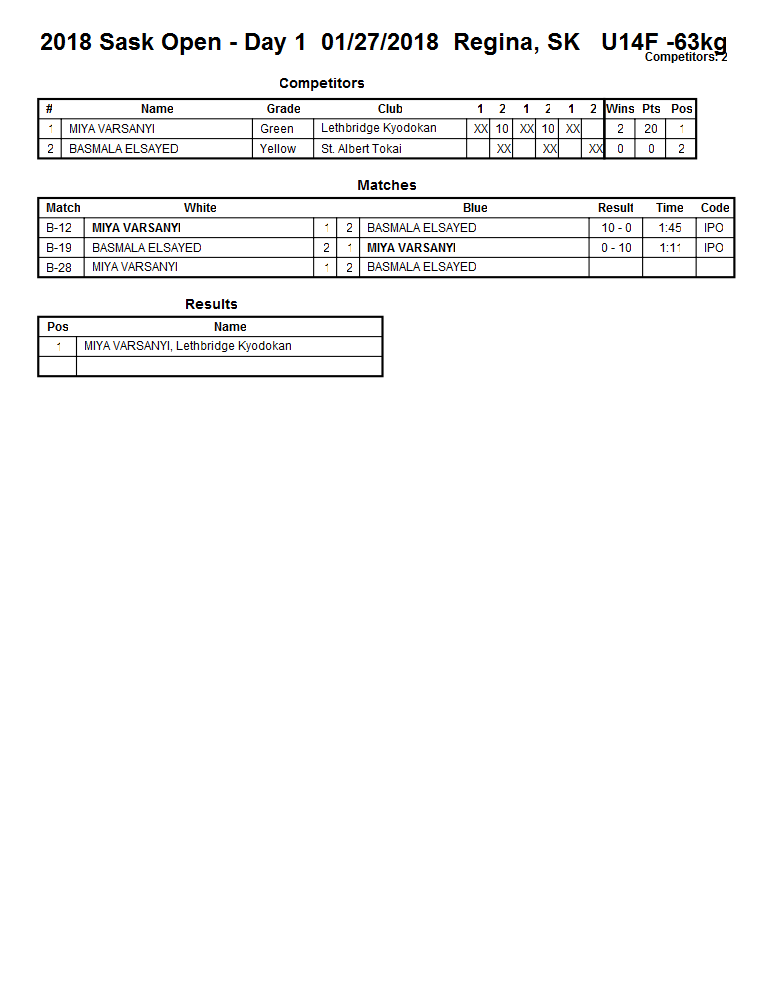 2018 Sask Open - Day 1 01/27/2018 Regina, SK U14F -63kg
Competitors: 2
Competitors
# Name Grade Club 1 2 1 2 1 2 Wins Pts Pos
1 MIYA VARSANYI Green Lethbridge Kyodokan XX 10 XX 10 XX 2 20 1
2 BASMALA ELSAYED Yellow St. Albert Tokai XX XX XX 0 0 2
Matches
Match White Blue Result Time Code
B-12 MIYA VARSANYI 1 2 BASMALA ELSAYED 10 - 0 1:45 IPO
B-19 BASMALA ELSAYED 2 1 MIYA VARSANYI 0 - 10 1:11 IPO
B-28 MIYA VARSANYI 1 2 BASMALA ELSAYED
Results
Pos Name
1 MIYA VARSANYI, Lethbridge Kyodokan